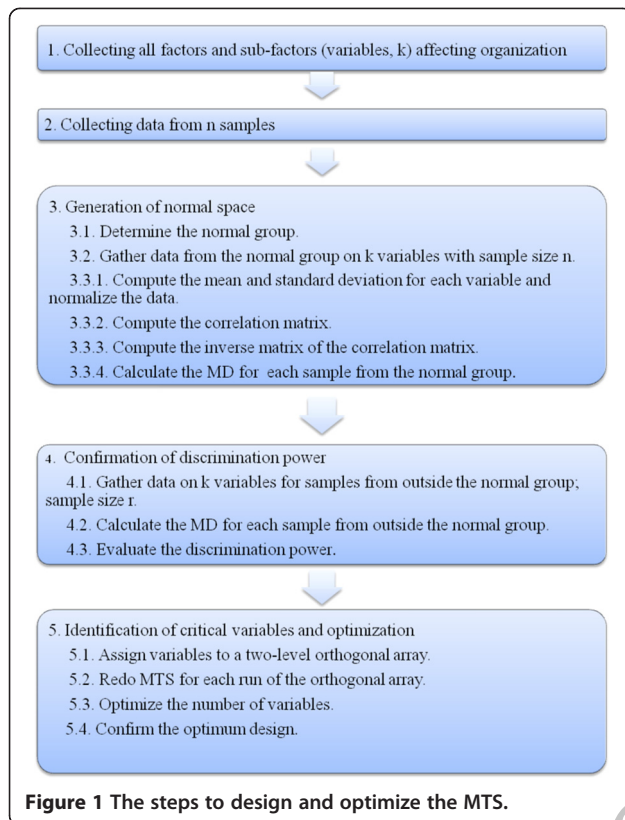 1. Collecting all factors and sub-factors (variables, k) affecting organization
2. Collecting data from n samples
3. Generation of normal space
3.1. Determine the normal group.
3.2. Gather data from the normal group on k variables with sample size n.
3.3.1. Compute the mean and standard deviation for each variable and
normalize the data.
3.3.2. Compute the correlation matrix.
3.3.3. Compute the inverse matrix of the correlation matrix.
3.3.4. Calculate the MD for each sample from the normal group.
4. Confirmation of discrimination power
4.1. Gather data on k variables for samples from outside the normal group;
sample size r.
4.2. Calculate the MD for each sample from outside the normal group.
4.3. Evaluate the discrimination power.
5. Identification of critical variables and optimization
5.1. Assign variables to a two-level orthogonal array.
5.2. Redo MTS for each run of the orthogonal array.
5.3. Optimize the number of variables.
5.4. Confirm the optimum design.
Figure 1 The steps to design and optimize the MTS.